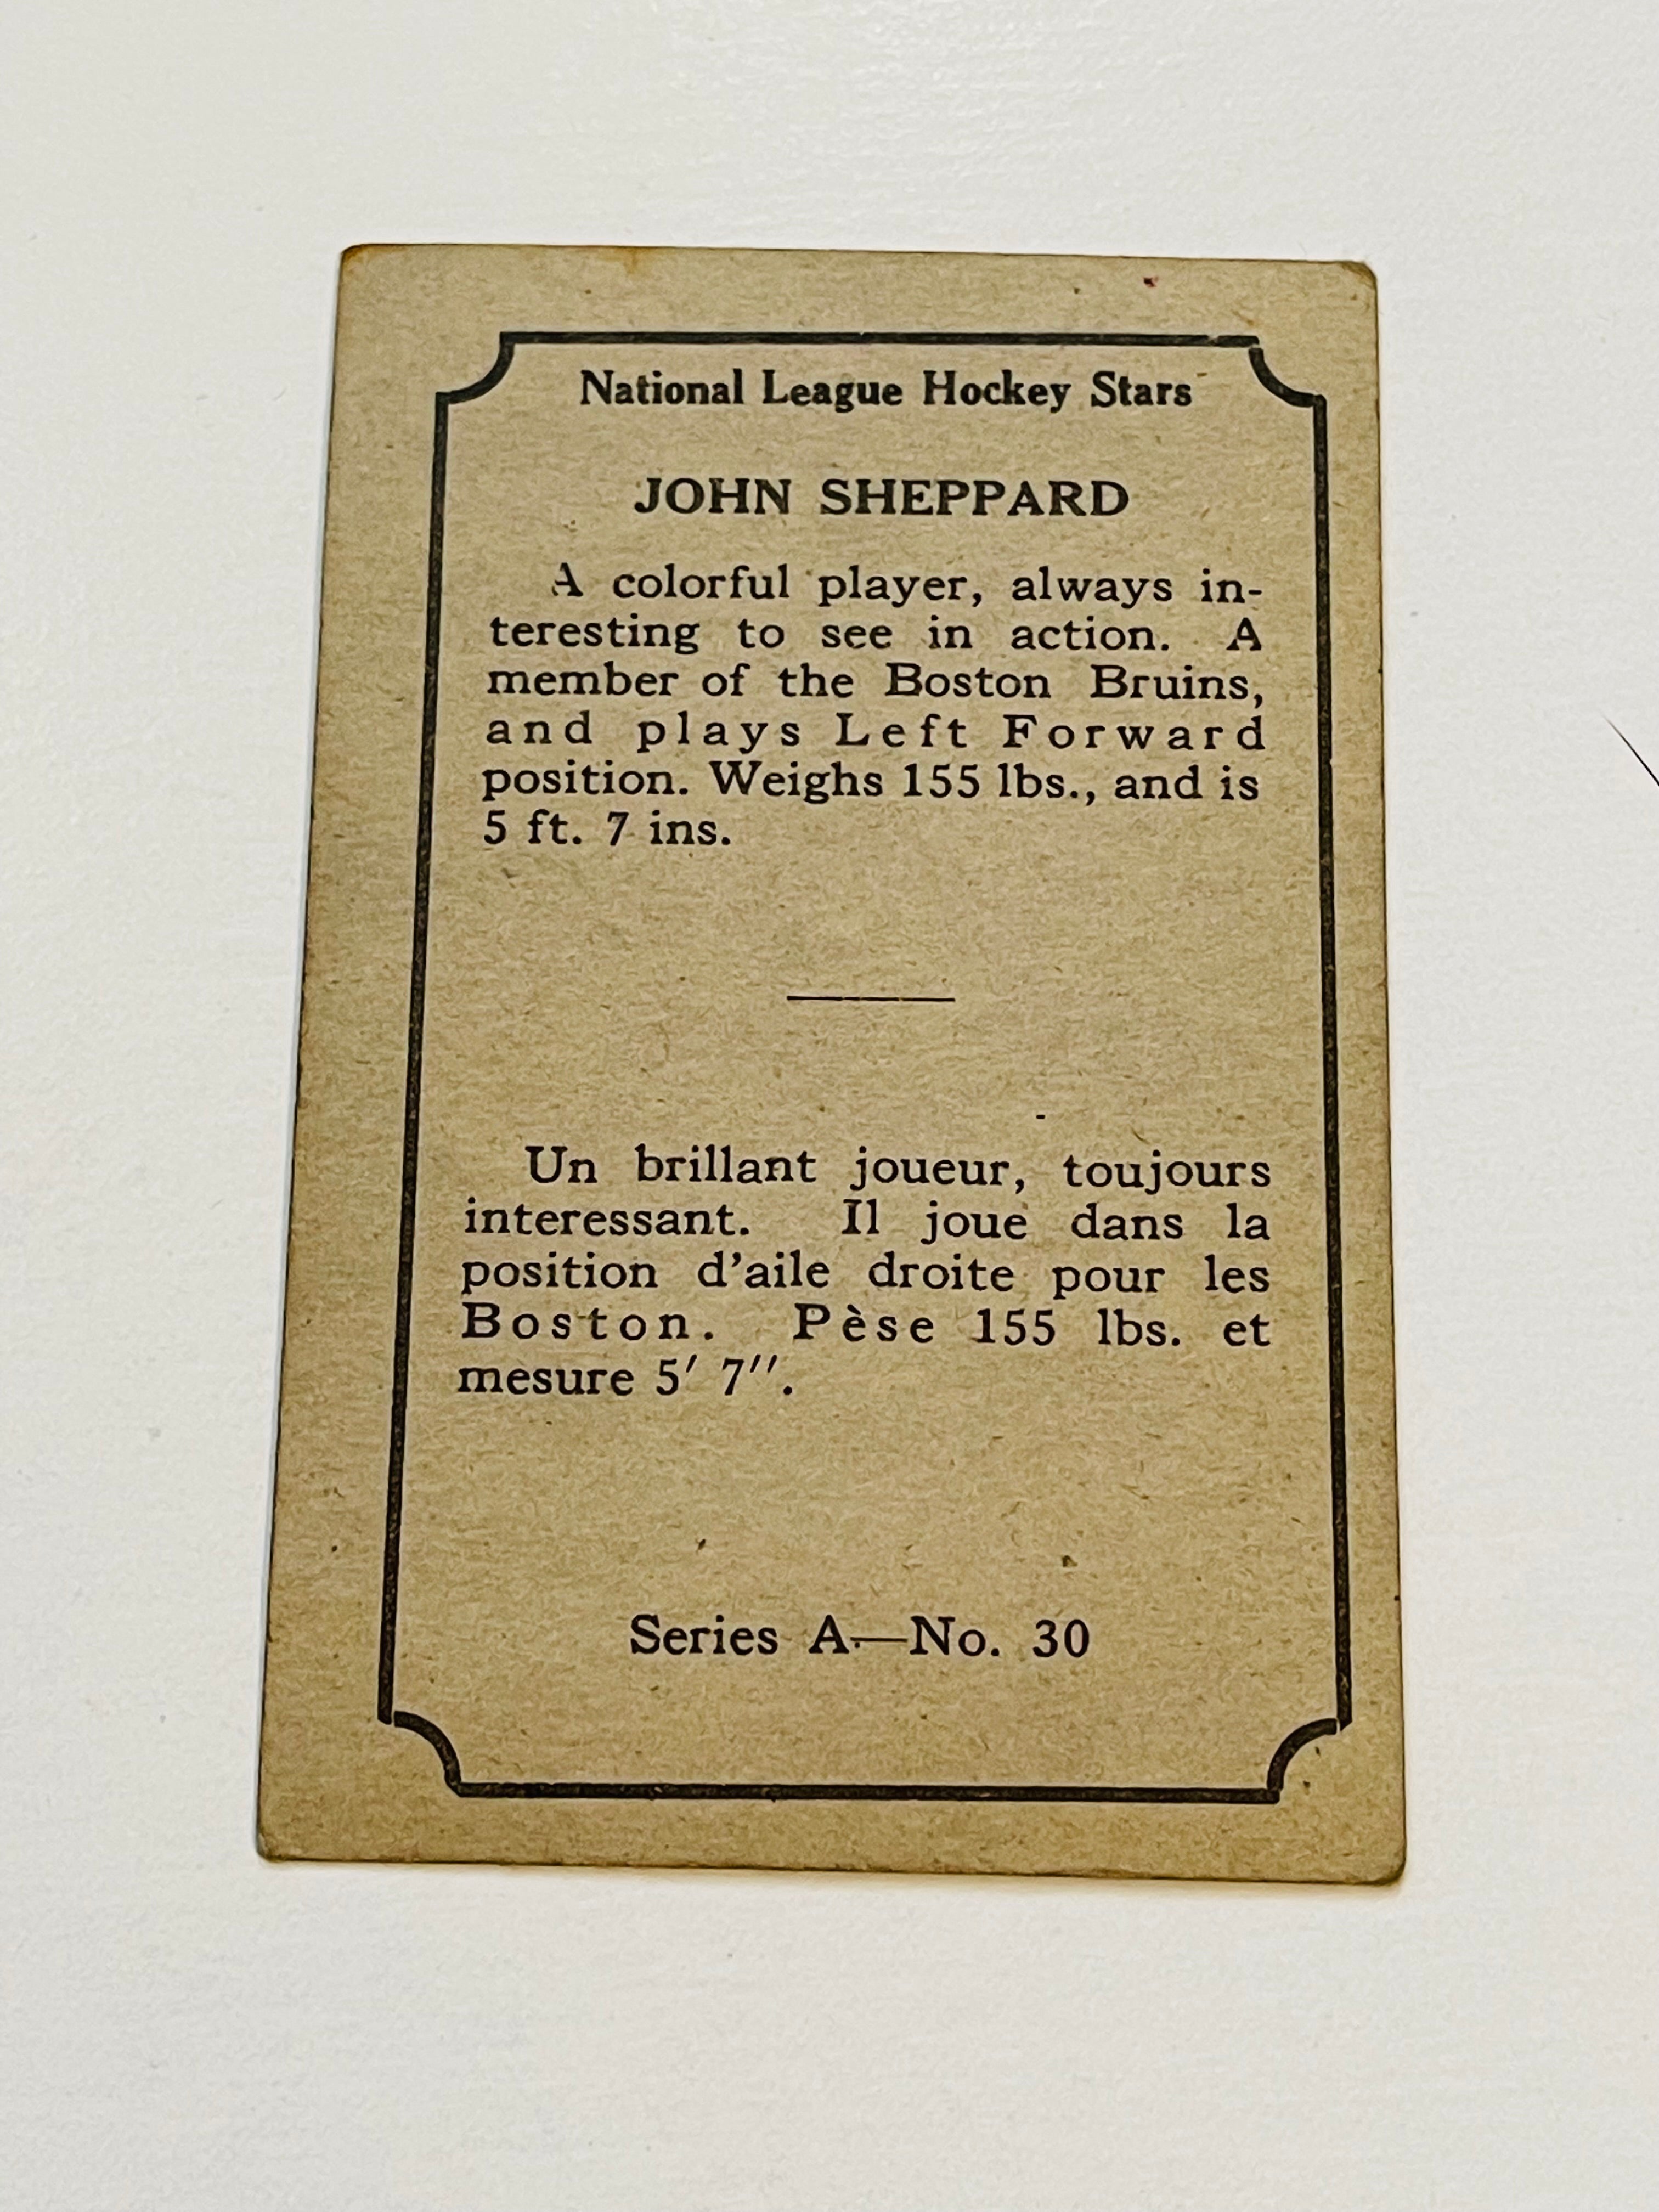 National League Hockey Stars
JOHN SHEPPARD
A colorful player, always in-
teresting to see in action. A
member of the Boston Bruins,
and plays Left Forward
position. Weighs 155 lbs., and is
5 ft. 7 ins.
Un brillant joueur, toujours
interessant. Il joue dans la
position d'aile droite pour les
Boston. Pèse 155 lbs. et
mesure 5′ 7″.
Series A—No. 30